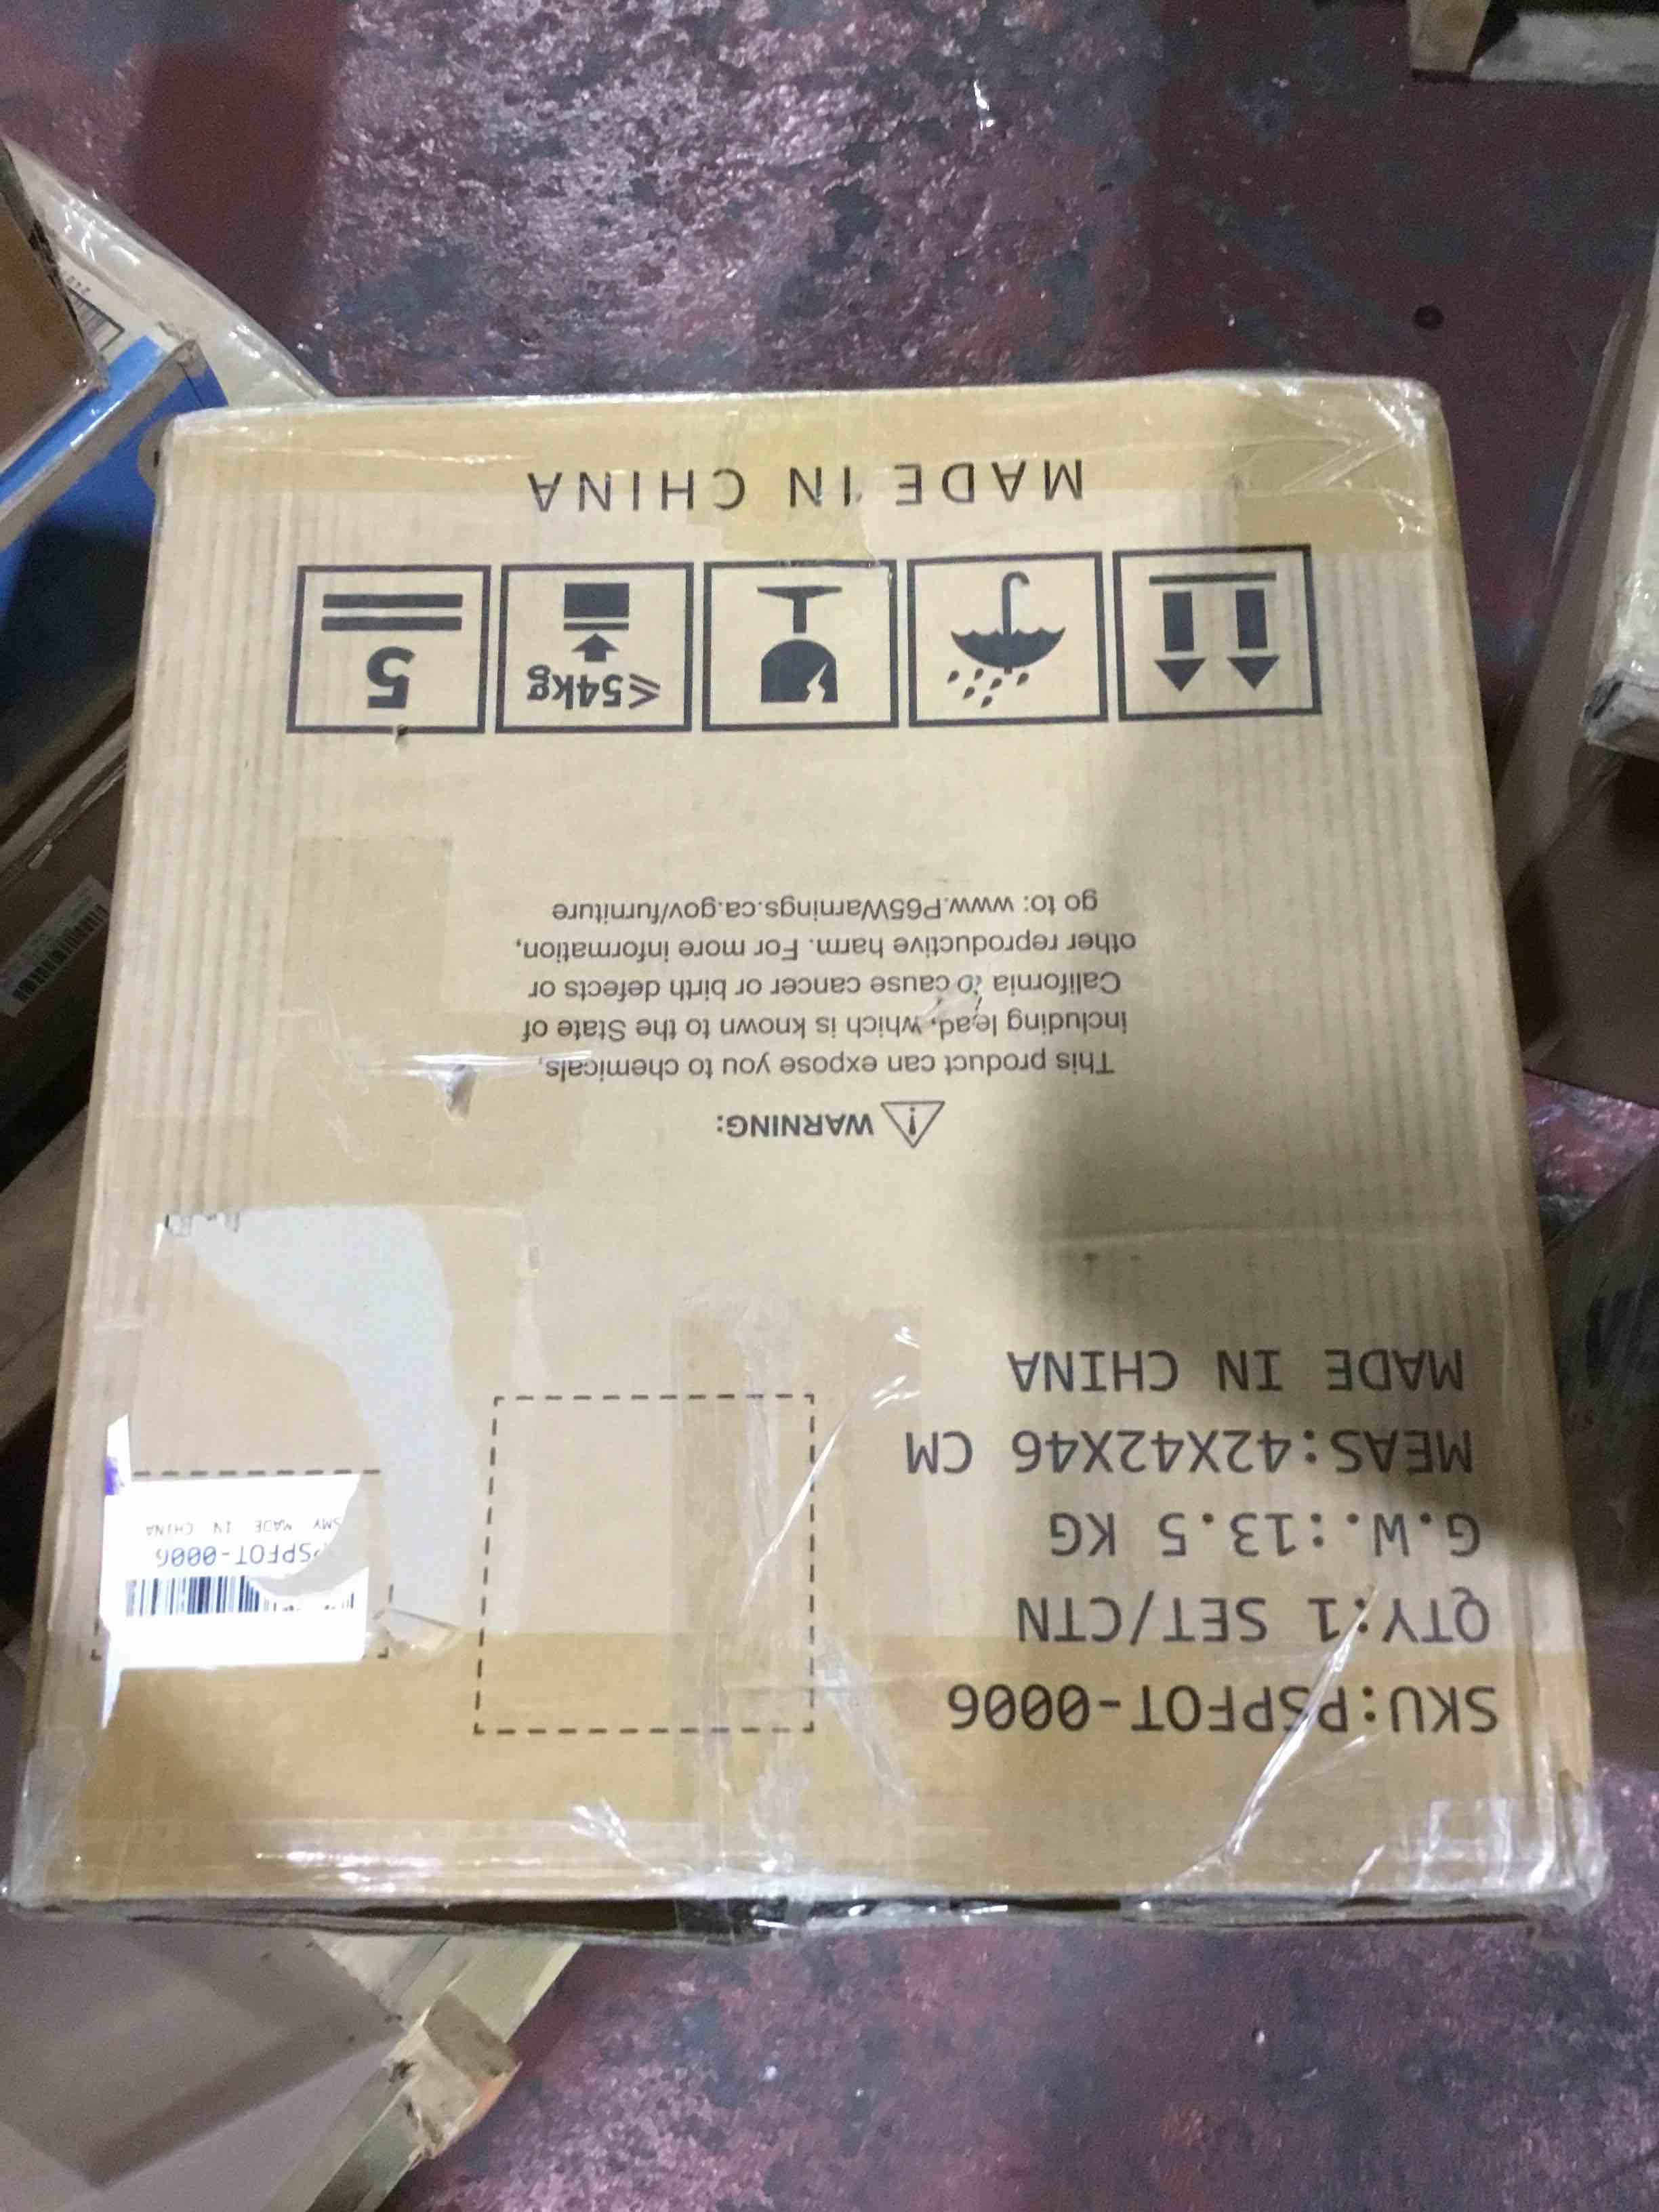 SKU:PSPFOT-0006
QTY:1 SET/CTN
G.W.:13.5 KG
MEAS:42X42X46 CM
MADE IN CHINA
PSPFOT-0006
MADE IN CHINA
WARNING:
This product can expose you to chemicals,
including lead, which is known to the State of
California to cause cancer or birth defects or
other reproductive harm. For more information,
go to: www.P65Warnings.ca.gov/furniture
≤54kg
5
MADE IN CHINA